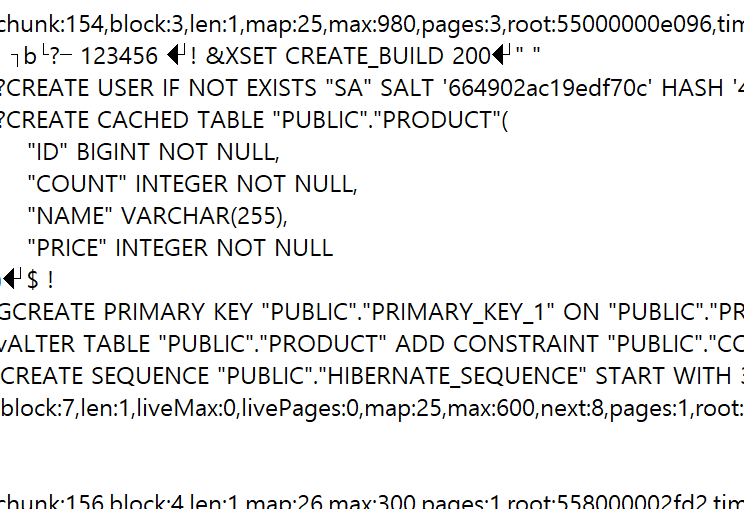 chunk:154,block:3,len:1,map:25,max:980,pages:3,root:55000000e096,tim
┐b└?─ 123456 ! &XSET CREATE_BUILD 200" "
?CREATE USER IF NOT EXISTS "SA" SALT '664902ac19edf70c' HASH '4
?CREATE CACHED TABLE "PUBLIC"."PRODUCT"(
"ID" BIGINT NOT NULL,
"COUNT" INTEGER NOT NULL,
"NAME" VARCHAR(255),
"PRICE" INTEGER NOT NULL
$ !
GCREATE PRIMARY KEY "PUBLIC"."PRIMARY_KEY_1" ON "PUBLIC"."PR
vALTER TABLE "PUBLIC"."PRODUCT" ADD CONSTRAINT "PUBLIC"."CO
CREATE SEQUENCE "PUBLIC"."HIBERNATE_SEQUENCE" START WITH 3
block:7,len:1,liveMax:0,livePages:0,map:25,max:600,next:8,pages:1,root:
chunk:156,block:4,len:1,map:26,max:300,pages:1,root:558000002fd2,tim